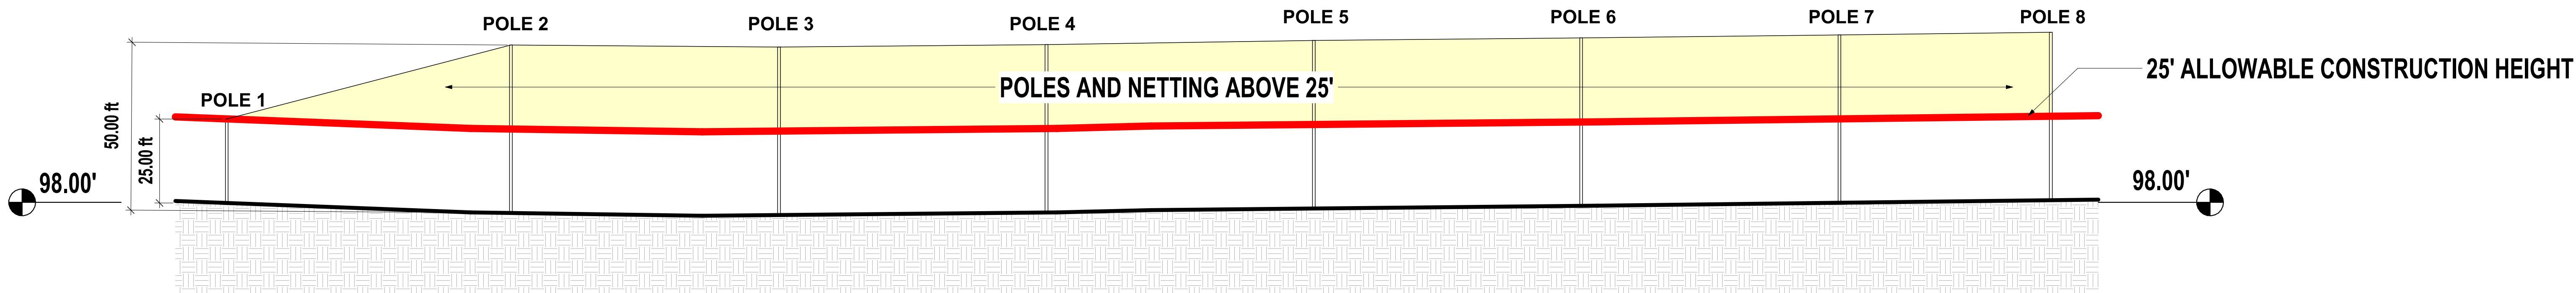 POLE 1
POLE 2
POLE 3
POLE 4
POLE 5
POLE 6
POLE 7
POLE 8
POLES AND NETTING ABOVE 25'
25' ALLOWABLE CONSTRUCTION HEIGHT
50.00 ft
25.00 ft
98.00'
98.00'